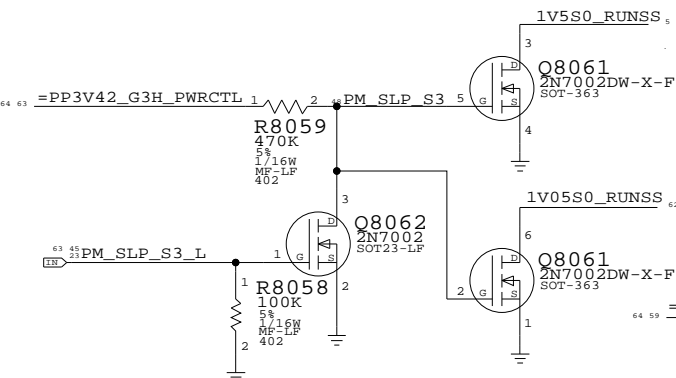 1V5S0_RUNSS 5
3
D
Q8061
2N7002DW-X-F
SOT-363
64 63 =PP3V42_G3H_PWRCTL 1 2 PM_SLP_S3 5 G S
4
R8059
470K
5%
1/16W
MF-LF
402
1V05S0_RUNSS 62
3
D
Q8062
2N7002
SOT23-LF
6
D
Q8061
2N7002DW-X-F
SOT-363
63 45
23 PM_SLP_S3_L 1 G S
IN
2
2 G S
1
1 R8058
100K
5%
1/16W
MF-LF
402
2
64 59 =